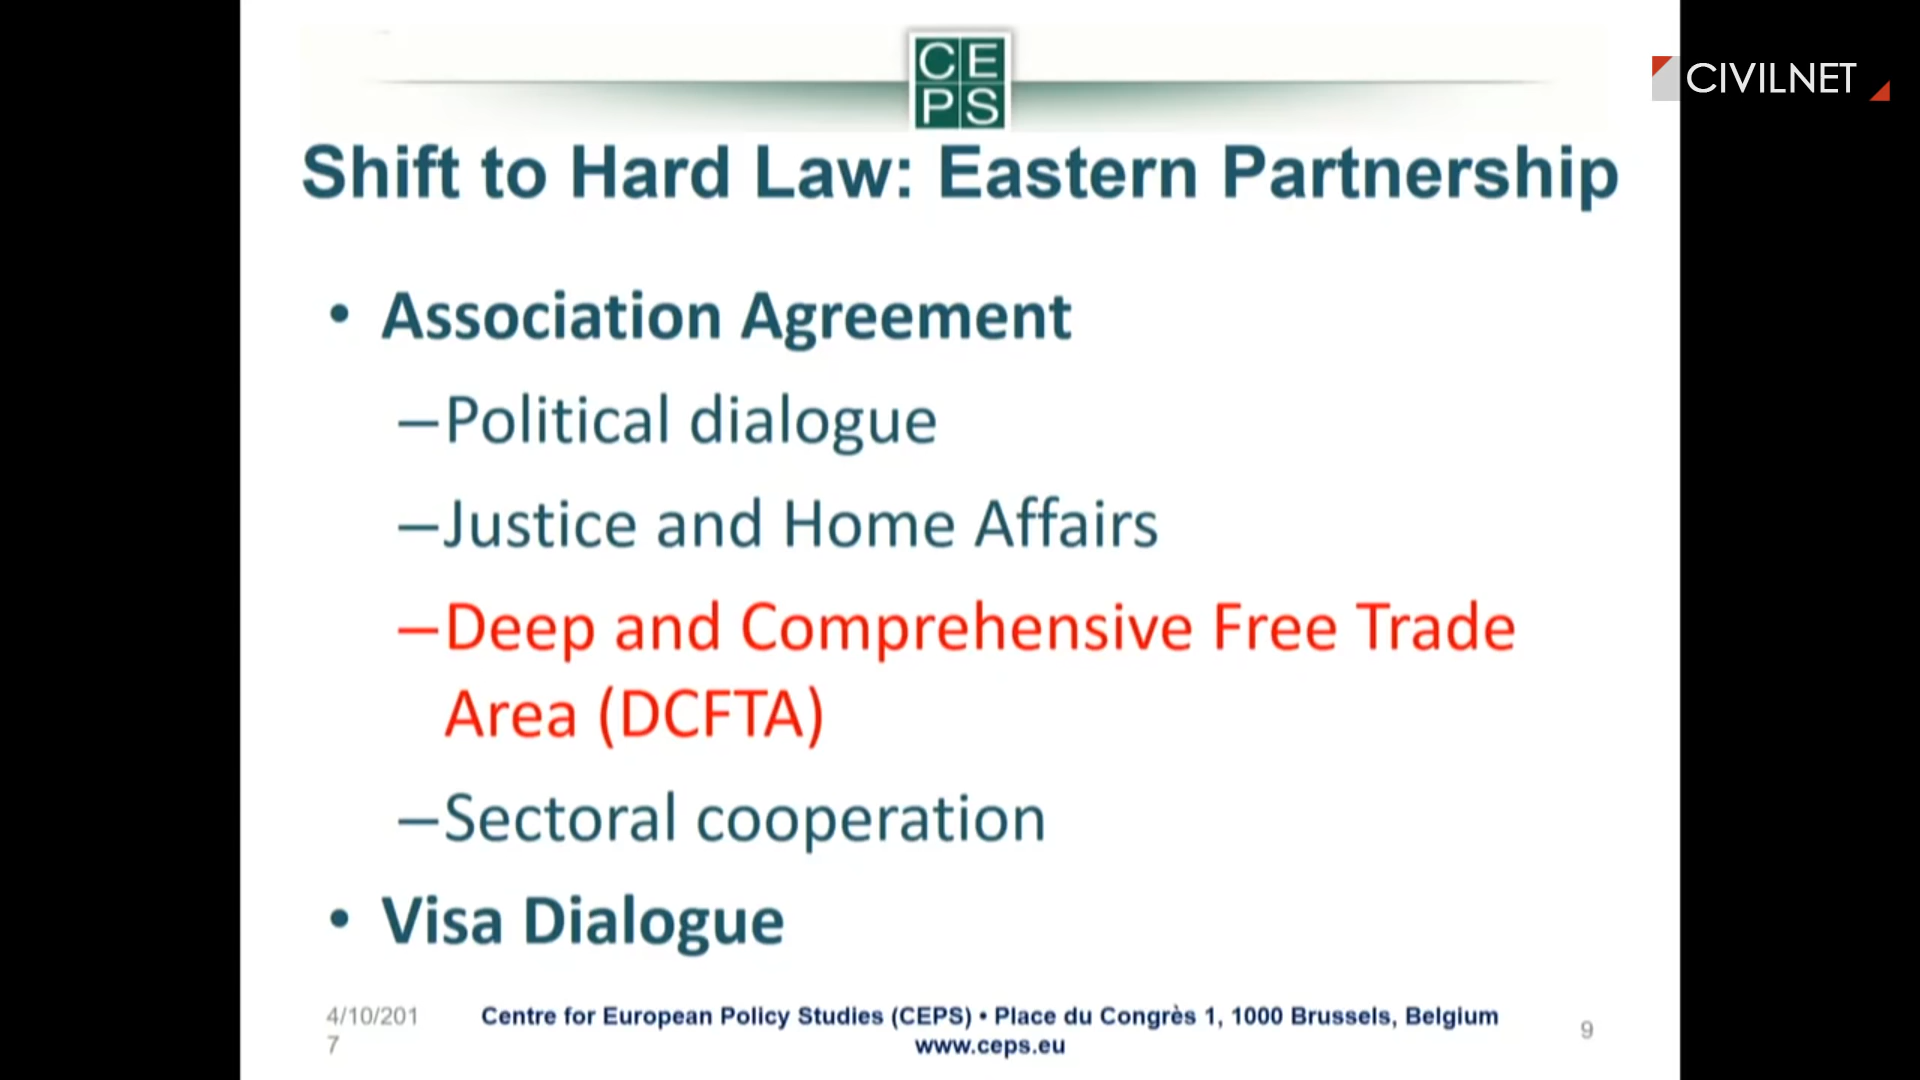 CE
PS
CIVILNET
Shift to Hard Law: Eastern Partnership
• Association Agreement
–Political dialogue
–Justice and Home Affairs
–Deep and Comprehensive Free Trade
Area (DCFTA)
–Sectoral cooperation
• Visa Dialogue
4/10/201
7
Centre for European Policy Studies (CEPS) • Place du Congrès 1, 1000 Brussels, Belgium
www.ceps.eu
9